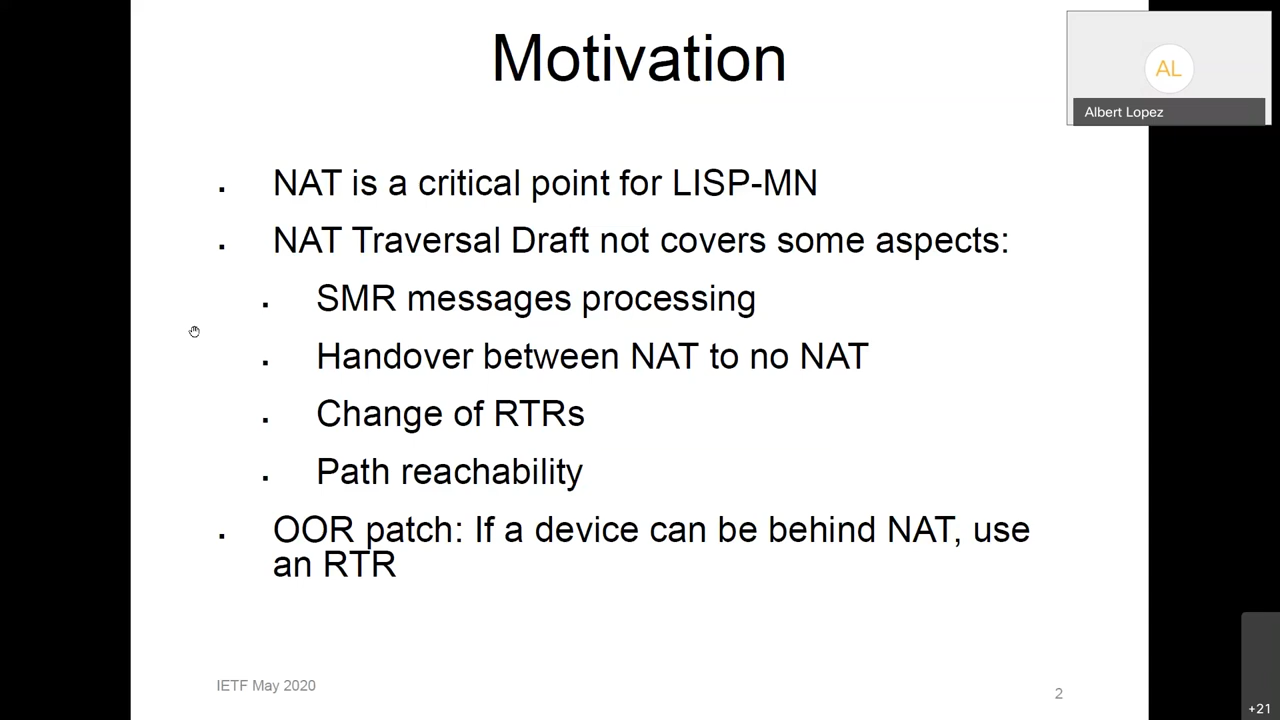 Motivation
AL
Albert Lopez
▪ NAT is a critical point for LISP-MN
▪ NAT Traversal Draft not covers some aspects:
▪ SMR messages processing
▪ Handover between NAT to no NAT
▪ Change of RTRs
▪ Path reachability
▪ OOR patch: If a device can be behind NAT, use
an RTR
IETF May 2020
2
+21